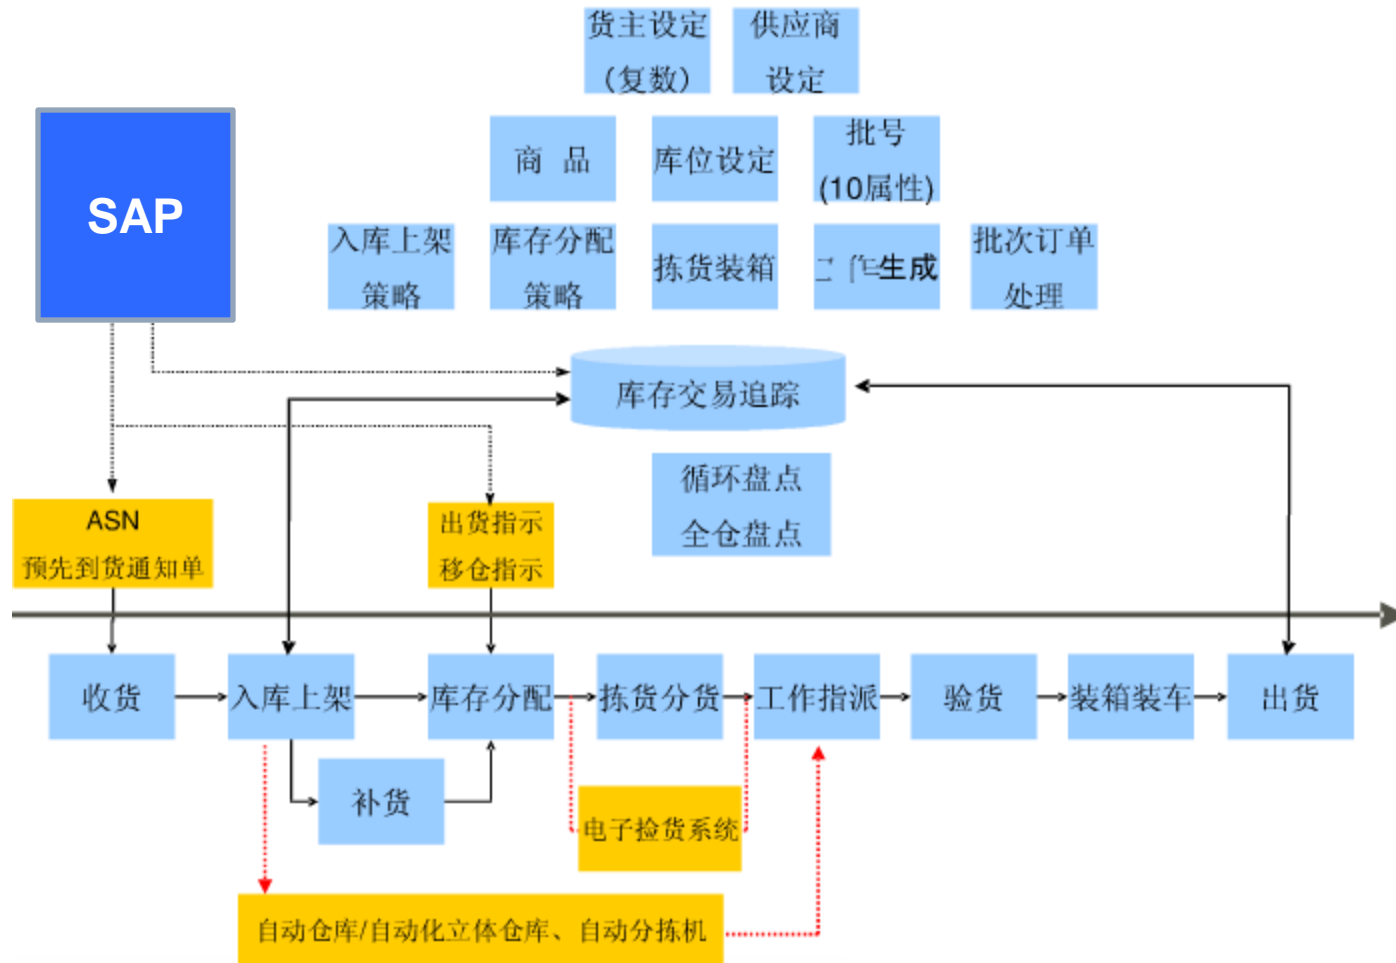 货主设定
（复数）
供应商
设定
SAP
商 品
库位设定
批号
(10属性)
入库上架
策略
库存分配
策略
拣货装箱
生成
批次订单
处理
库存交易追踪
循环盘点
全仓盘点
ASN
预先到货通知单
出货指示
移仓指示
收货
入库上架
库存分配
拣货分货
工作指派
验货
装箱装车
出货
补货
电子捡货系统
自动仓库/自动化立体仓库、自动分拣机